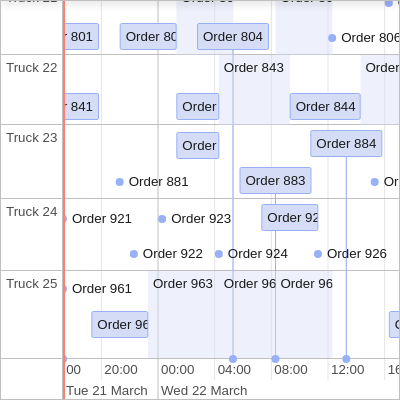 801
Order 80
Order 804
Order 806
Truck 22
Order 843
Order
841
Order
Order 844
Truck 23
Order
Order 884
Order 881
Order 883
Or
Truck 24
Order 921
Order 923
Order 92
Order 922
Order 924
Order 926
Truck 25
Order 961
Order 963
Order 96
Order 96
Order 96
00
20:00
00:00
04:00
08:00
12:00
16
Tue 21 March
Wed 22 March